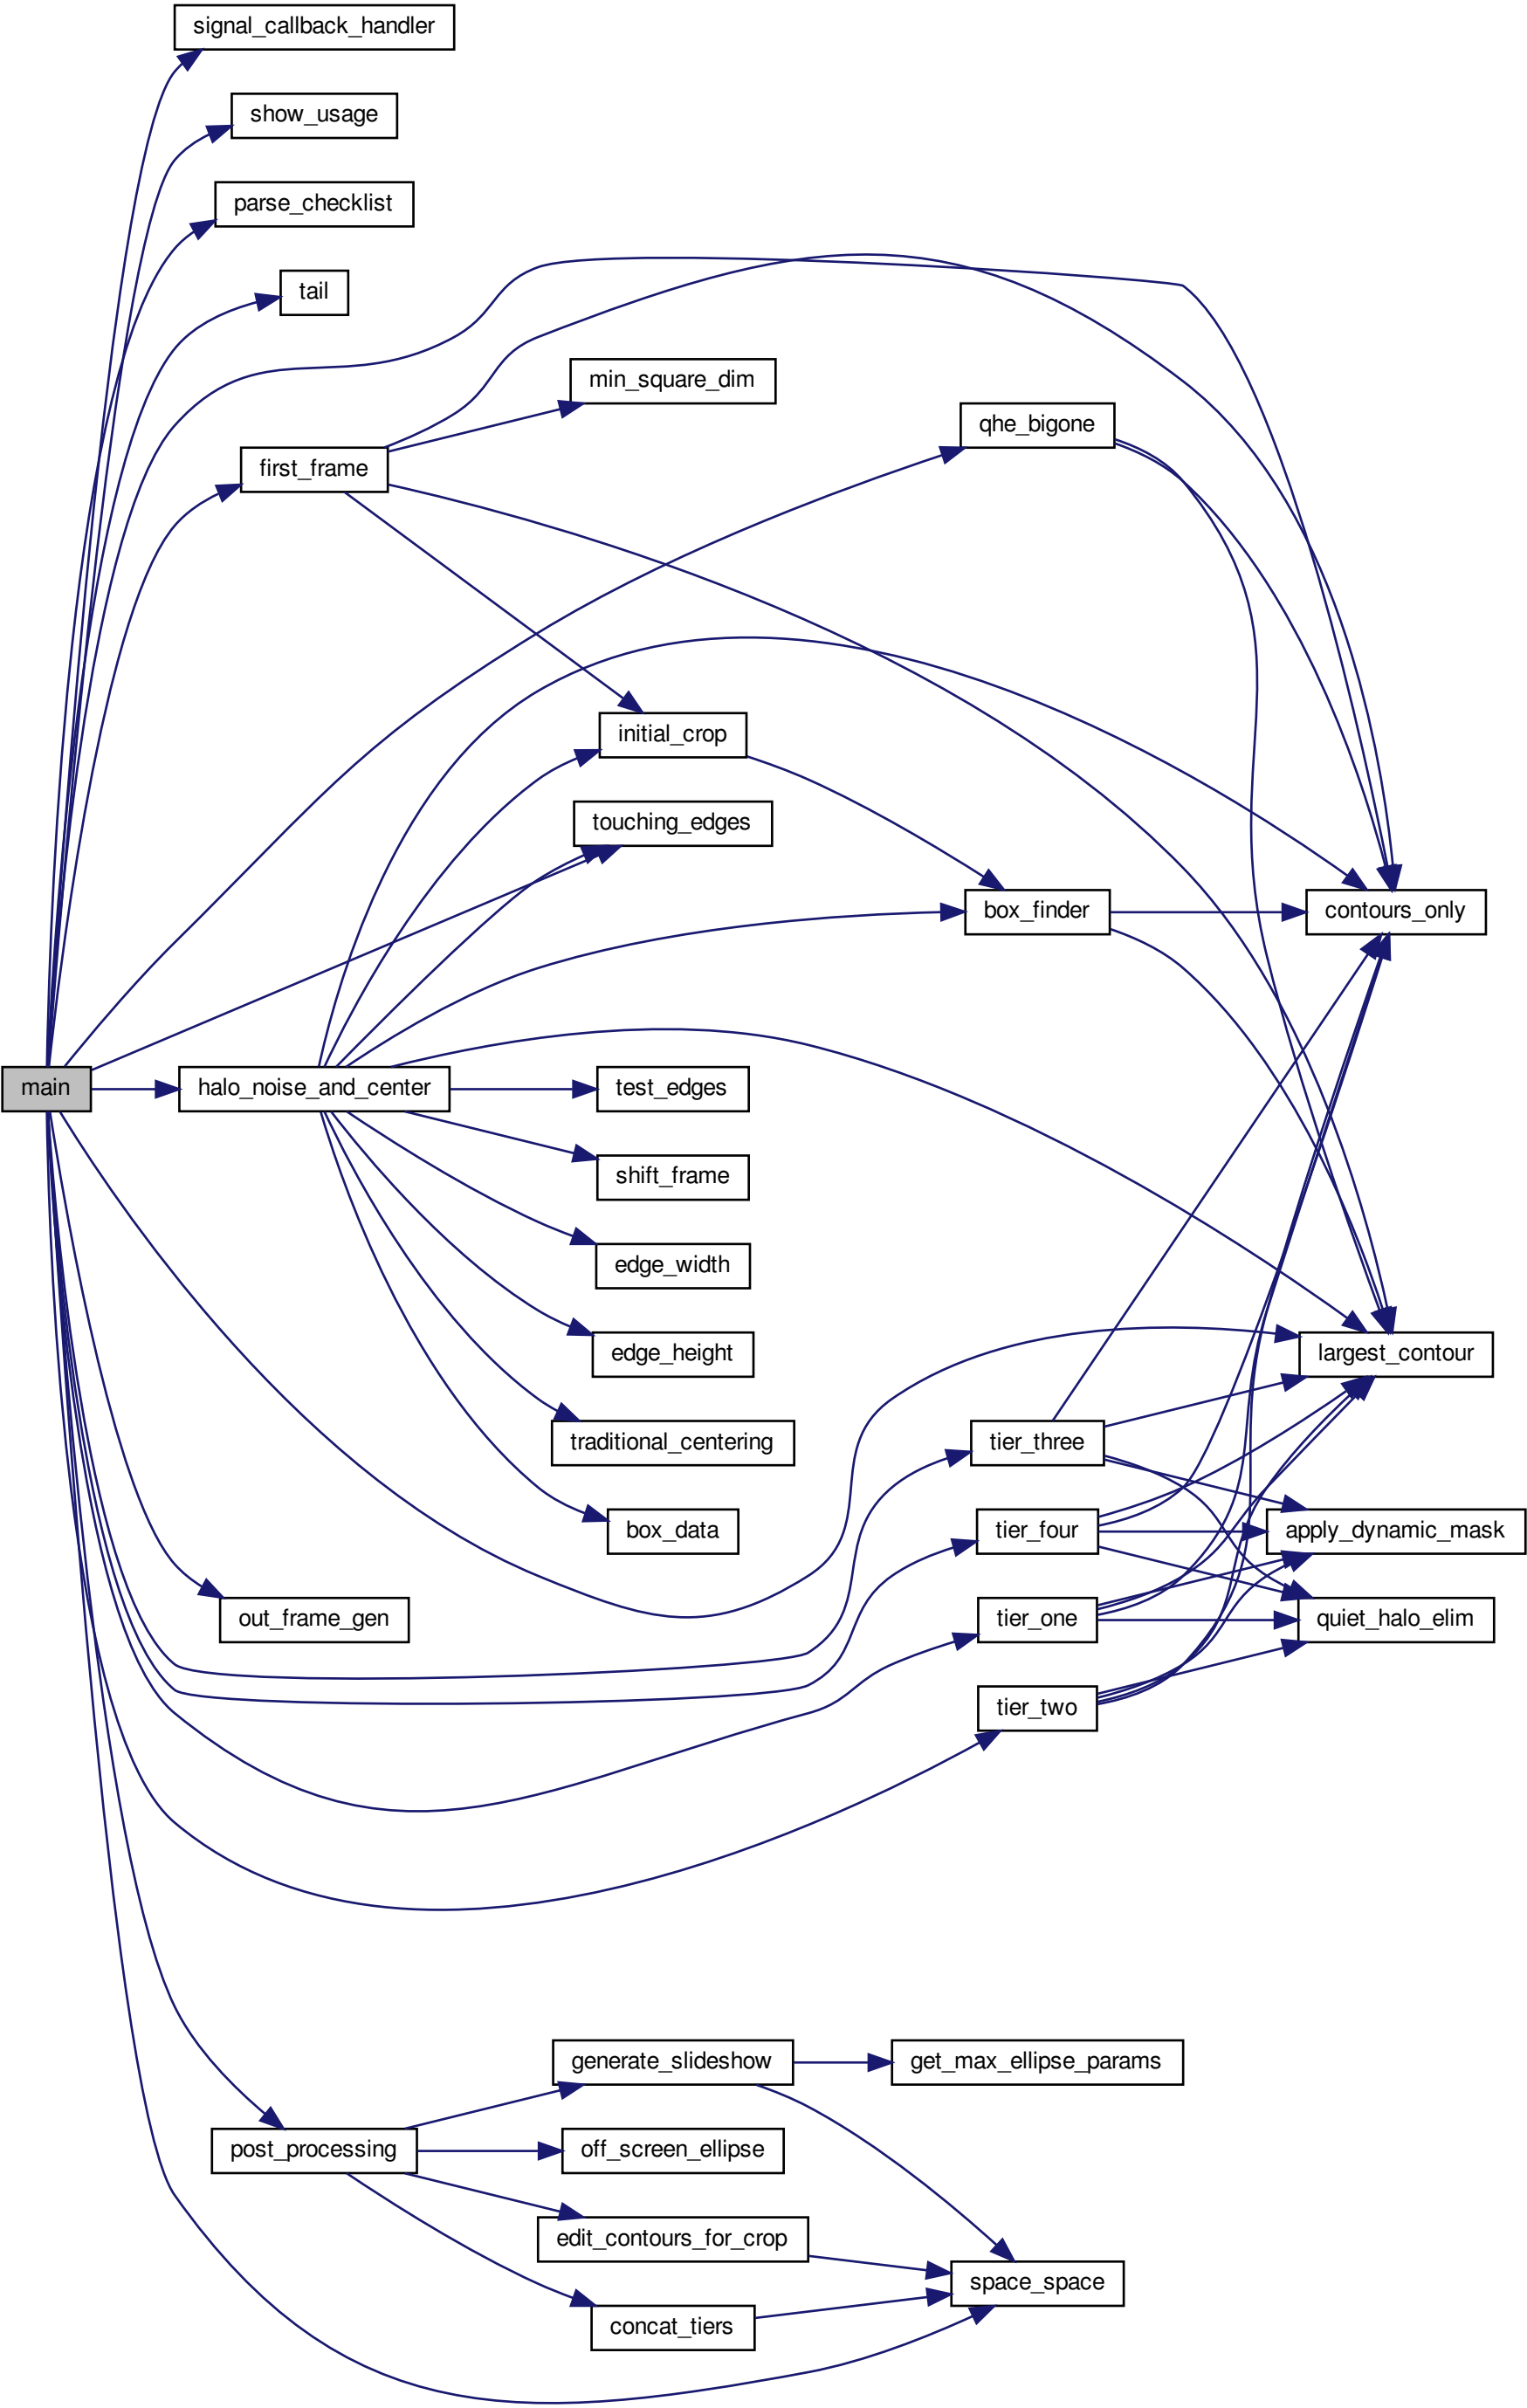 signal_callback_handler
show_usage
parse_checklist
tail
min_square_dim
qhe_bigone
first_frame
initial_crop
touching_edges
box_finder
contours_only
main
halo_noise_and_center
test_edges
shift_frame
edge_width
edge_height
largest_contour
tier_three
traditional_centering
tier_four
apply_dynamic_mask
box_data
out_frame_gen
tier_one
quiet_halo_elim
tier_two
generate_slideshow
get_max_ellipse_params
post_processing
off_screen_ellipse
edit_contours_for_crop
space_space
concat_tiers